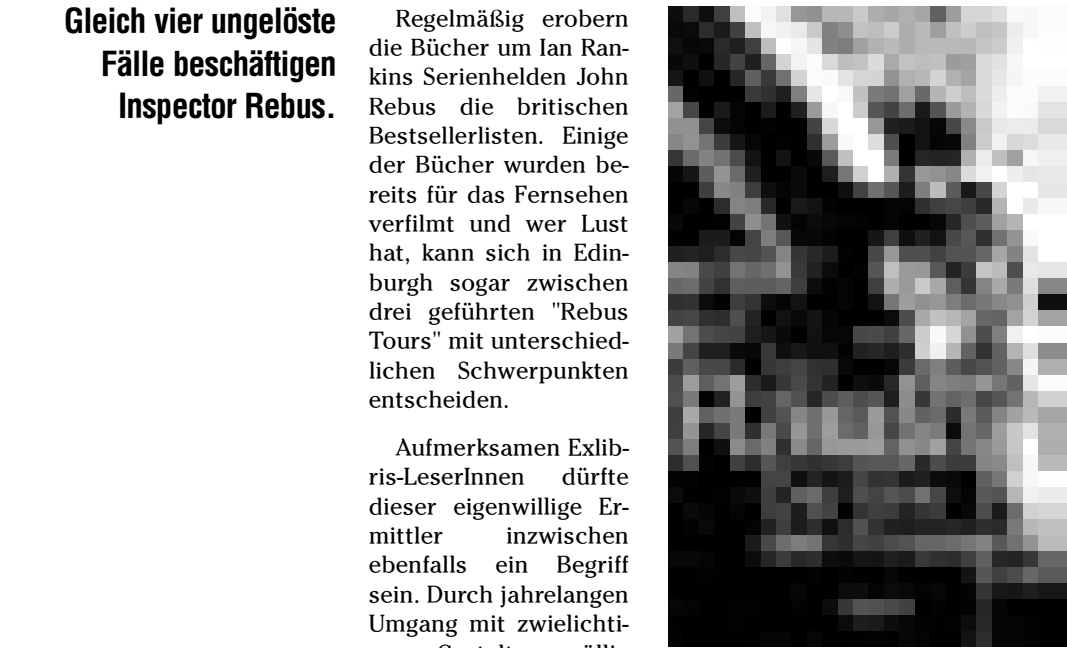 Gleich vier ungelöste
Fälle beschäftigen
Inspector Rebus.
Regelmäßig erobern
die Bücher um Ian Ran-
kins Serienhelden John
Rebus die britischen
Bestsellerlisten. Einige
der Bücher wurden be-
reits für das Fernsehen
verfilmt und wer Lust
hat, kann sich in Edin-
burgh sogar zwischen
drei geführten "Rebus
Tours" mit unterschied-
lichen Schwerpunkten
entscheiden.
Aufmerksamen Exlib-
ris-LeserInnen dürfte
dieser eigenwillige Er-
mittler inzwischen
ebenfalls ein Begriff
sein. Durch jahrelangen
Umgang mit zwielichti-